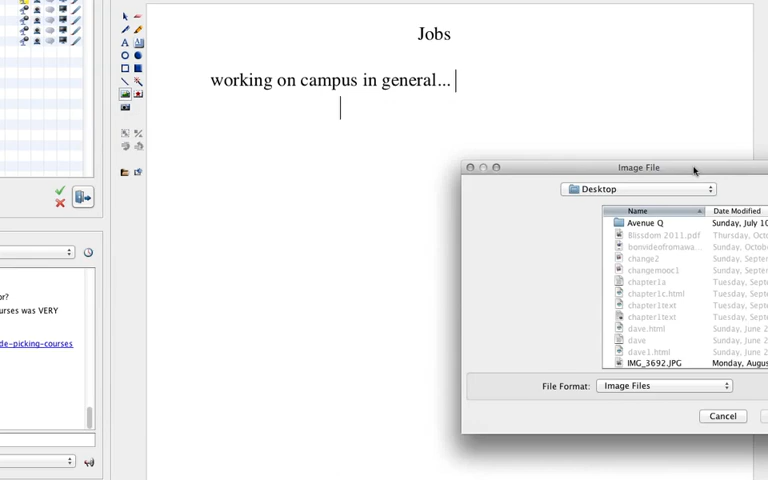 Jobs
working on campus in general...
Image File
Desktop
Name Date Modified
Avenue Q Sunday, July 10
Blissdom 2011.pdf Thursday, Oct
bonvideofromawa... Sunday, Octob
change2 Sunday, Septe
changemooc1 Sunday, Septe
chapter1a Tuesday, Sept
chapter1c.html Tuesday, Sept
chapter1text Tuesday, Sept
chapter1text Tuesday, Sept
dave.html Sunday, June 2
dave Sunday, June 2
dave1.html Sunday, June 2
IMG_3692.JPG Monday, Augus
File Format: Image Files
Cancel
or?
urses was VERY
de-picking-courses
A A